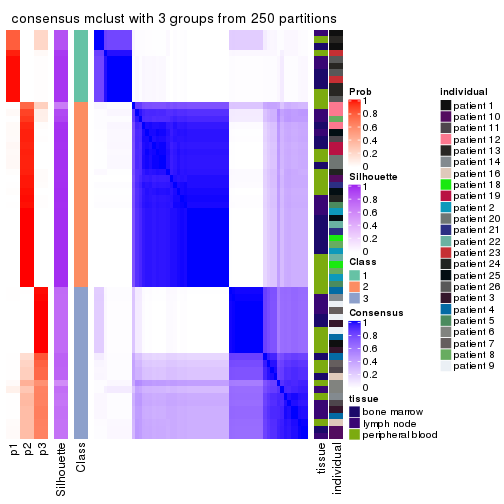 consensus mclust with 3 groups from 250 partitions
Prob
1
0.8
0.6
0.4
0.2
0
Silhouette
1
0.8
0.6
0.4
0.2
0
Class
1
2
3
Consensus
1
0.8
0.6
0.4
0.2
0
tissue
bone marrow
lymph node
peripheral blood
individual
patient 1
patient 10
patient 11
patient 12
patient 13
patient 14
patient 16
patient 18
patient 19
patient 2
patient 20
patient 21
patient 22
patient 23
patient 24
patient 25
patient 26
patient 3
patient 4
patient 5
patient 6
patient 7
patient 8
patient 9
p1
p2
p3
Silhouette
Class
tissue
individual